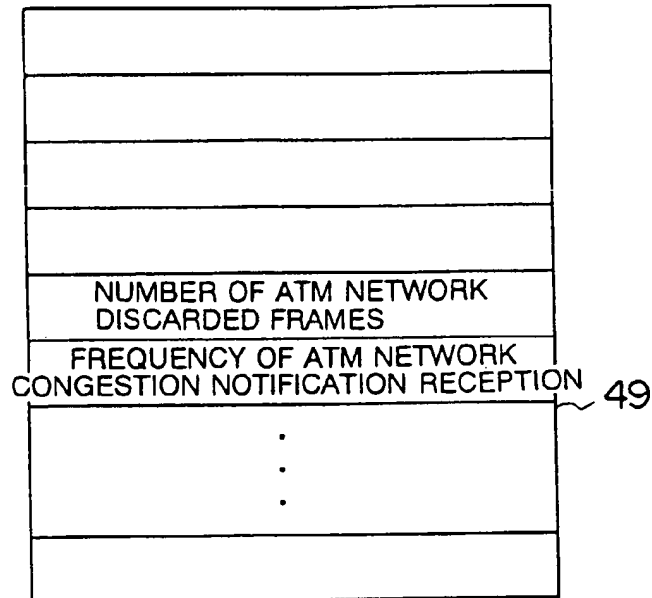 NUMBER OF ATM NETWORK
DISCARDED FRAMES
FREQUENCY OF ATM NETWORK
CONGESTION NOTIFICATION RECEPTION
49